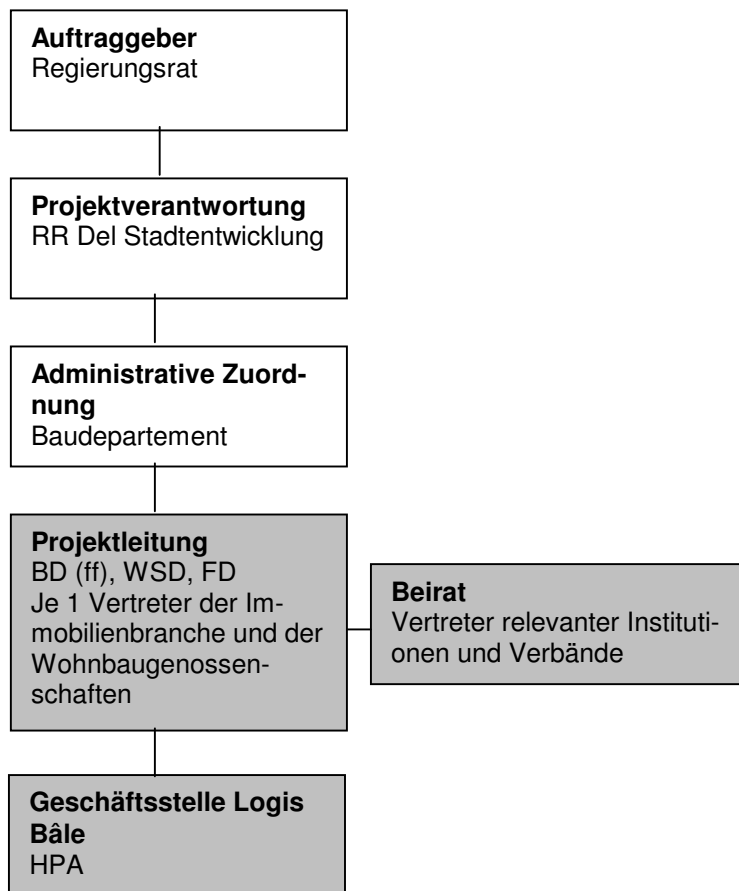 Auftraggeber
Regierungsrat
Projektverantwortung
RR Del Stadtentwicklung
Administrative Zuord-
nung
Baudepartement
Projektleitung
BD (ff), WSD, FD
Je 1 Vertreter der Im-
mobilienbranche und der
Wohnbaugenossen-
schaften
Beirat
Vertreter relevanter Instituti-
onen und Verbände
Geschäftsstelle Logis
Bâle
HPA